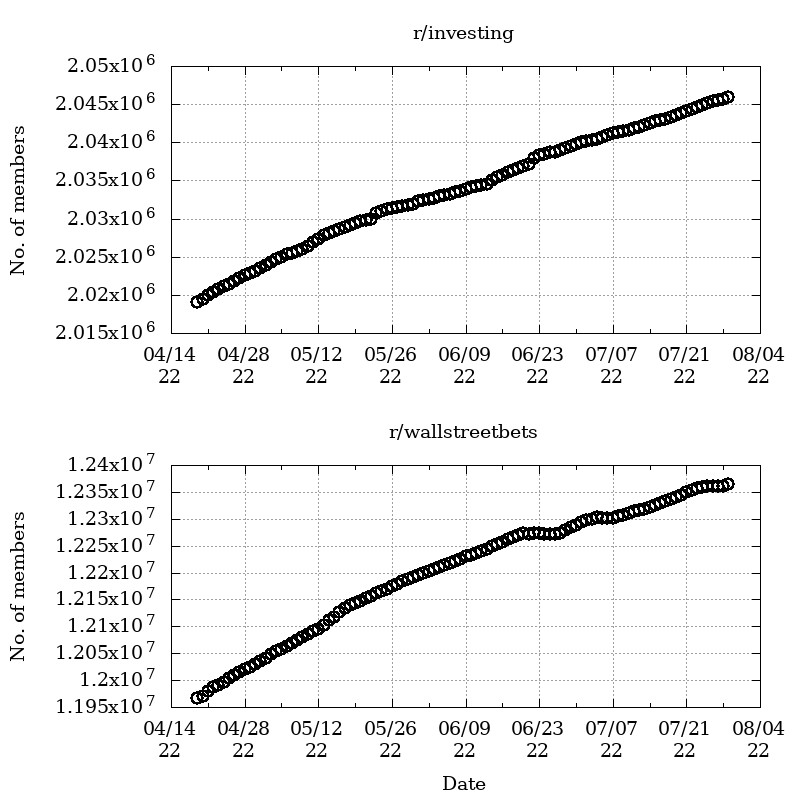 r/investing
No. of members
2.05x10^6
2.045x10^6
2.04x10^6
2.035x10^6
2.03x10^6
2.025x10^6
2.02x10^6
2.015x10^6
04/14 04/28 05/12 05/26 06/09 06/23 07/07 07/21 08/04
22 22 22 22 22 22 22 22 22
r/wallstreetbets
No. of members
1.24x10^7
1.235x10^7
1.23x10^7
1.225x10^7
1.22x10^7
1.215x10^7
1.21x10^7
1.205x10^7
1.2x10^7
1.195x10^7
04/14 04/28 05/12 05/26 06/09 06/23 07/07 07/21 08/04
22 22 22 22 22 22 22 22 22
Date